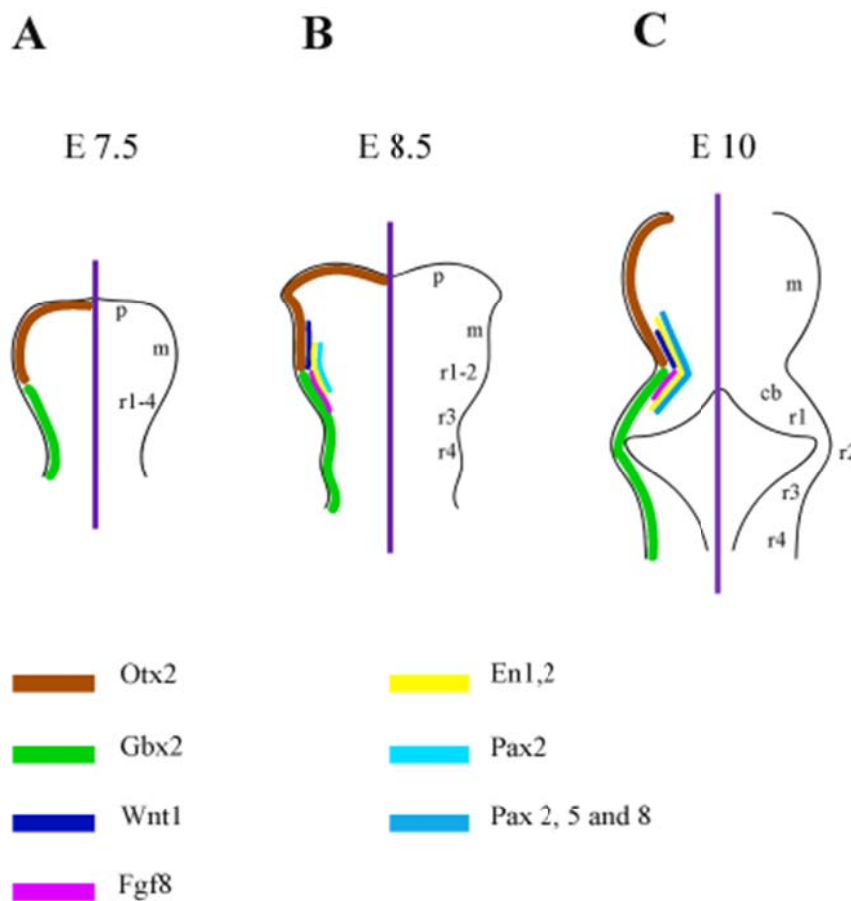 A
B
C
E 7.5
E 8.5
E 10
p
m
r1-4
p
m
r1-2
r3
r4
m
cb
r1
r2
r3
r4
Otx2
Gbx2
Wnt1
Fgf8
En1,2
Pax2
Pax 2, 5 and 8